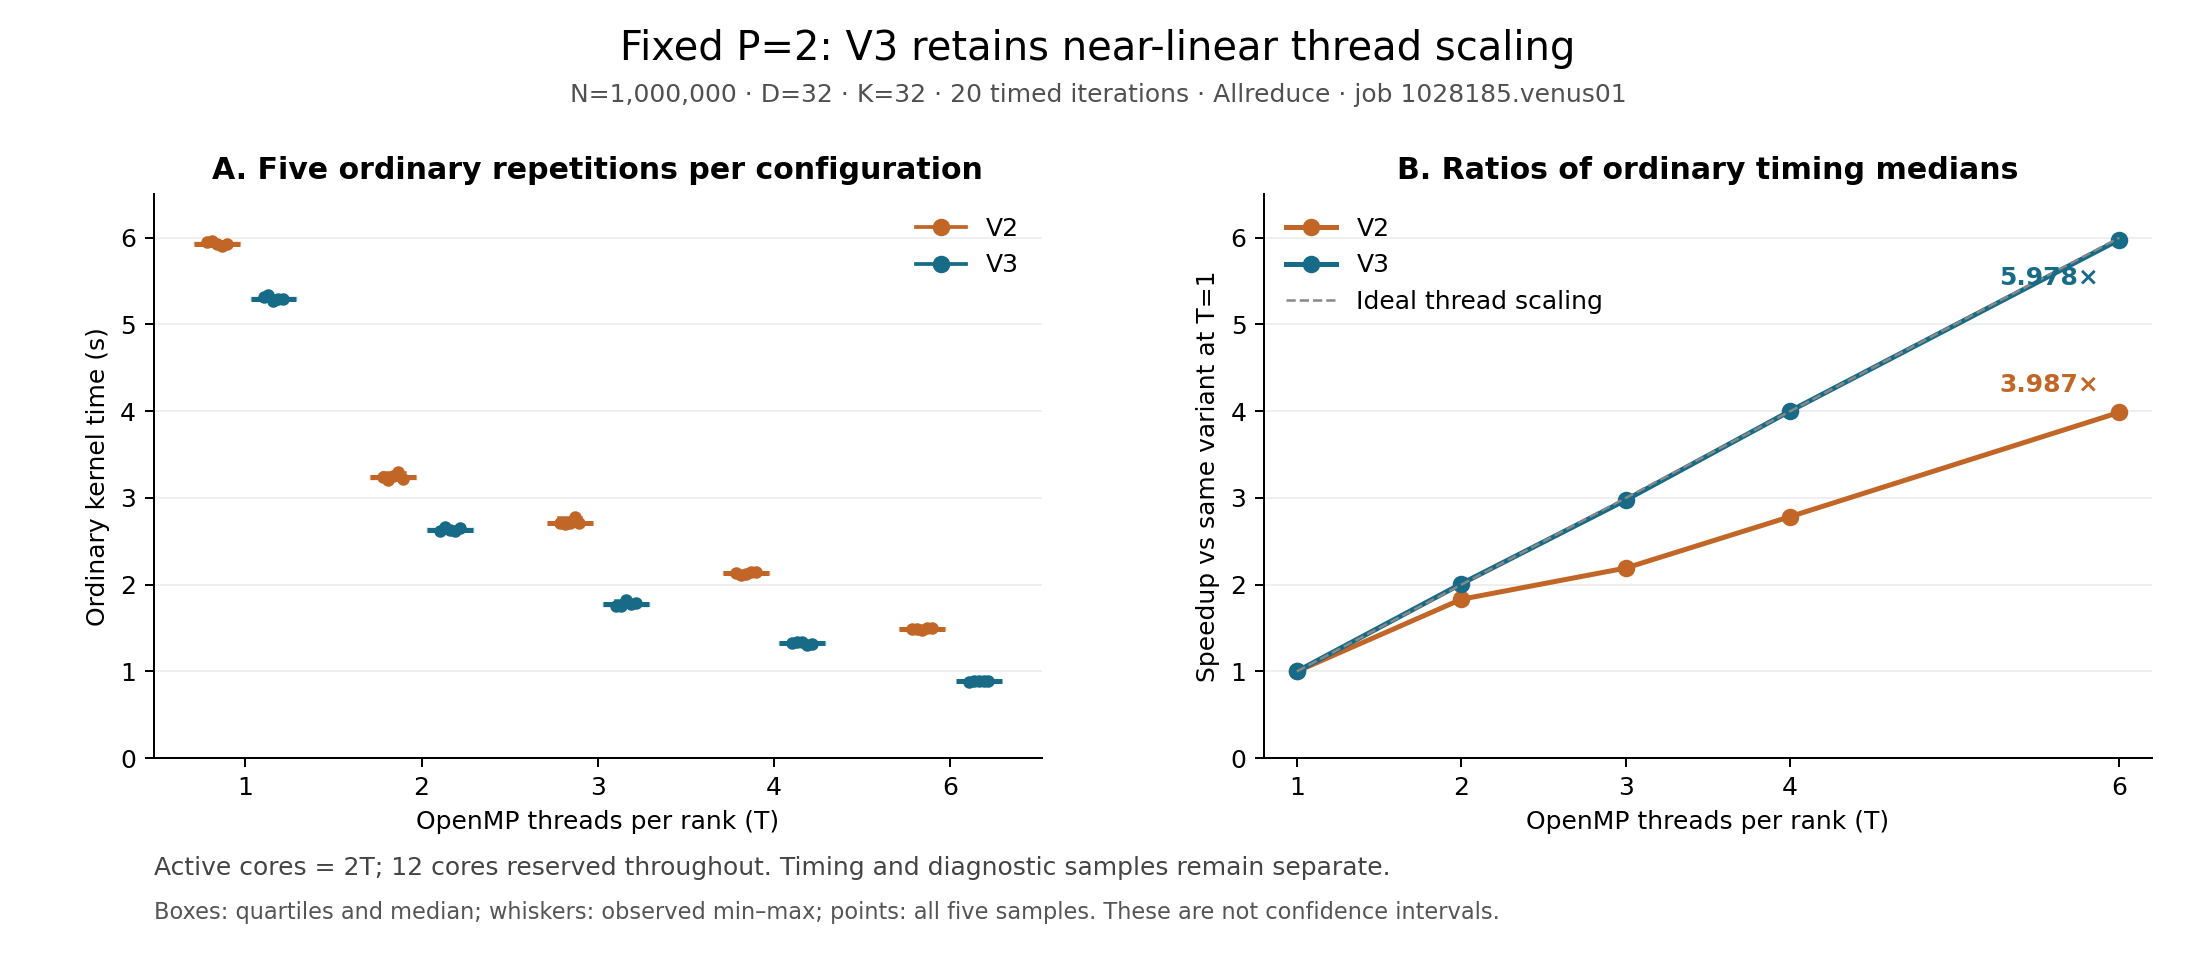 Fixed P=2: V3 retains near-linear thread scaling
N=1,000,000 · D=32 · K=32 · 20 timed iterations · Allreduce · job 1028185.venus01
A. Five ordinary repetitions per configuration
Ordinary kernel time (s)
6
5
4
3
2
1
0
V2
V3
1 2 3 4 6
OpenMP threads per rank (T)
B. Ratios of ordinary timing medians
Speedup vs same variant at T=1
6
5
4
3
2
1
0
V2
V3
Ideal thread scaling
5.978×
3.987×
1 2 3 4 6
OpenMP threads per rank (T)
Active cores = 2T; 12 cores reserved throughout. Timing and diagnostic samples remain separate.
Boxes: quartiles and median; whiskers: observed min–max; points: all five samples. These are not confidence intervals.